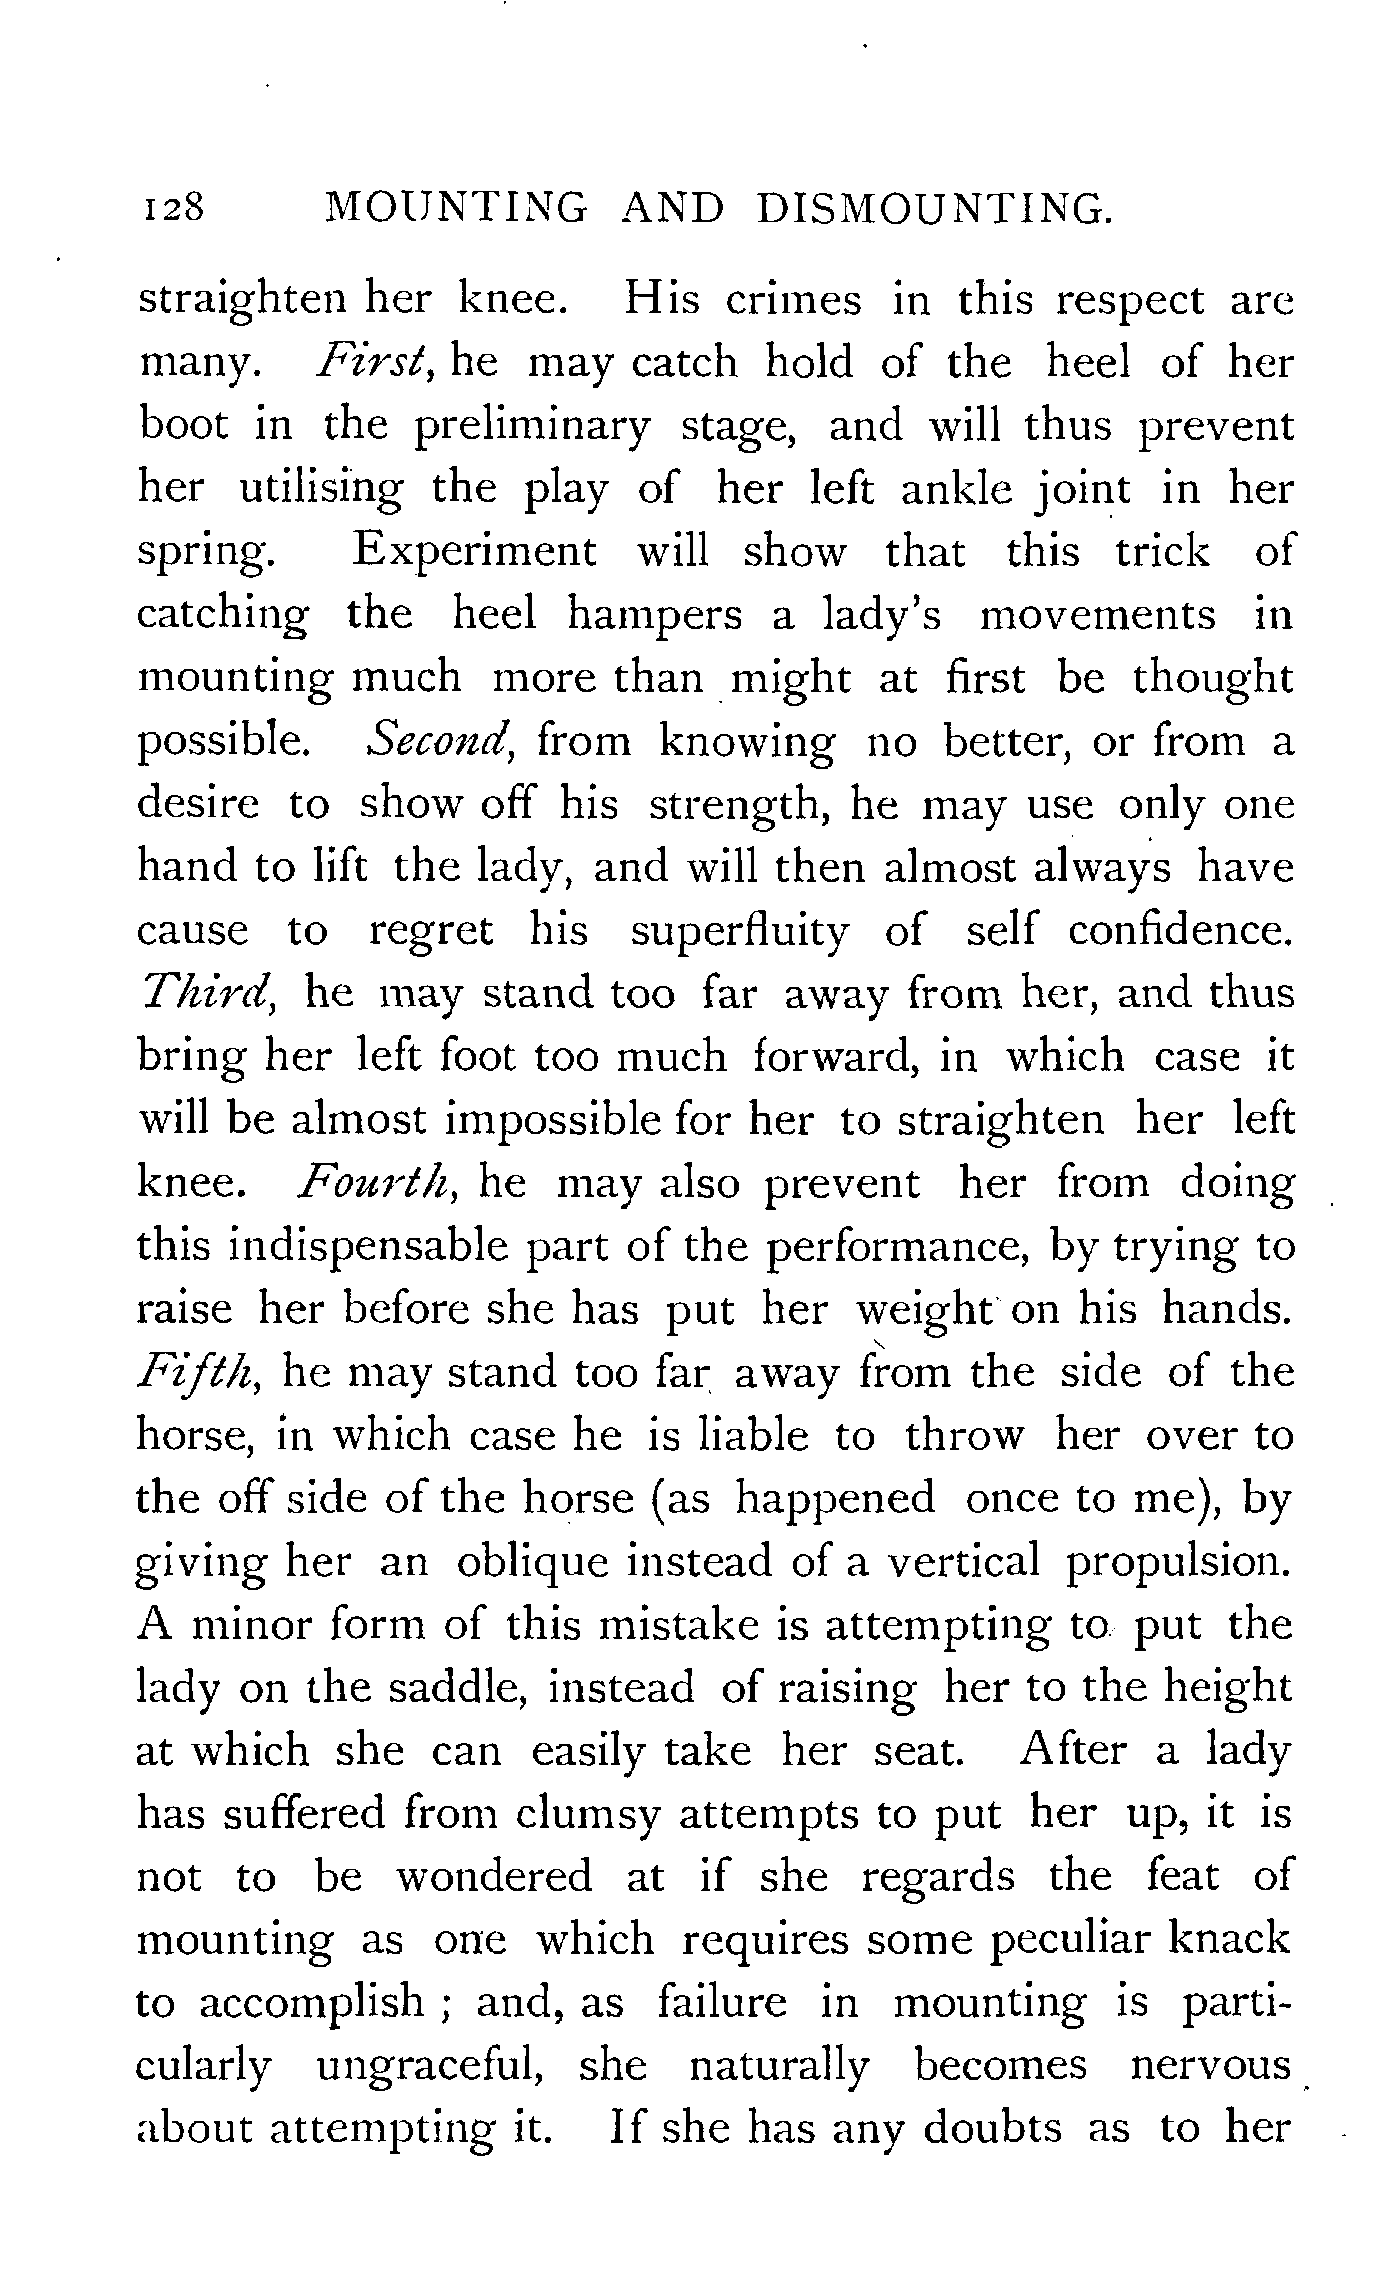 128 MOUNTING AND DISMOUNTING.
straighten her knee. His crimes in this respect are
many. First, he may catch hold of the heel of her
boot in the preliminary stage, and will thus prevent
her utilising the play of her left ankle joint in her
spring. Experiment will show that this trick of
catching the heel hampers a lady's movements in
mounting much more than might at first be thought
possible. Second, from knowing no better, or from a
desire to show off his strength, he may use only one
hand to lift the lady, and will then almost always have
cause to regret his superfluity of self confidence.
Third, he may stand too far away from her, and thus
bring her left foot too much forward, in which case it
will be almost impossible for her to straighten her left
knee. Fourth, he may also prevent her from doing
this indispensable part of the performance, by trying to
raise her before she has put her weight on his hands.
Fifth, he may stand too far away from the side of the
horse, in which case he is liable to throw her over to
the off side of the horse (as happened once to me), by
giving her an oblique instead of a vertical propulsion.
A minor form of this mistake is attempting to put the
lady on the saddle, instead of raising her to the height
at which she can easily take her seat. After a lady
has suffered from clumsy attempts to put her up, it is
not to be wondered at if she regards the feat of
mounting as one which requires some peculiar knack
to accomplish ; and, as failure in mounting is parti-
cularly ungraceful, she naturally becomes nervous
about attempting it. If she has any doubts as to her